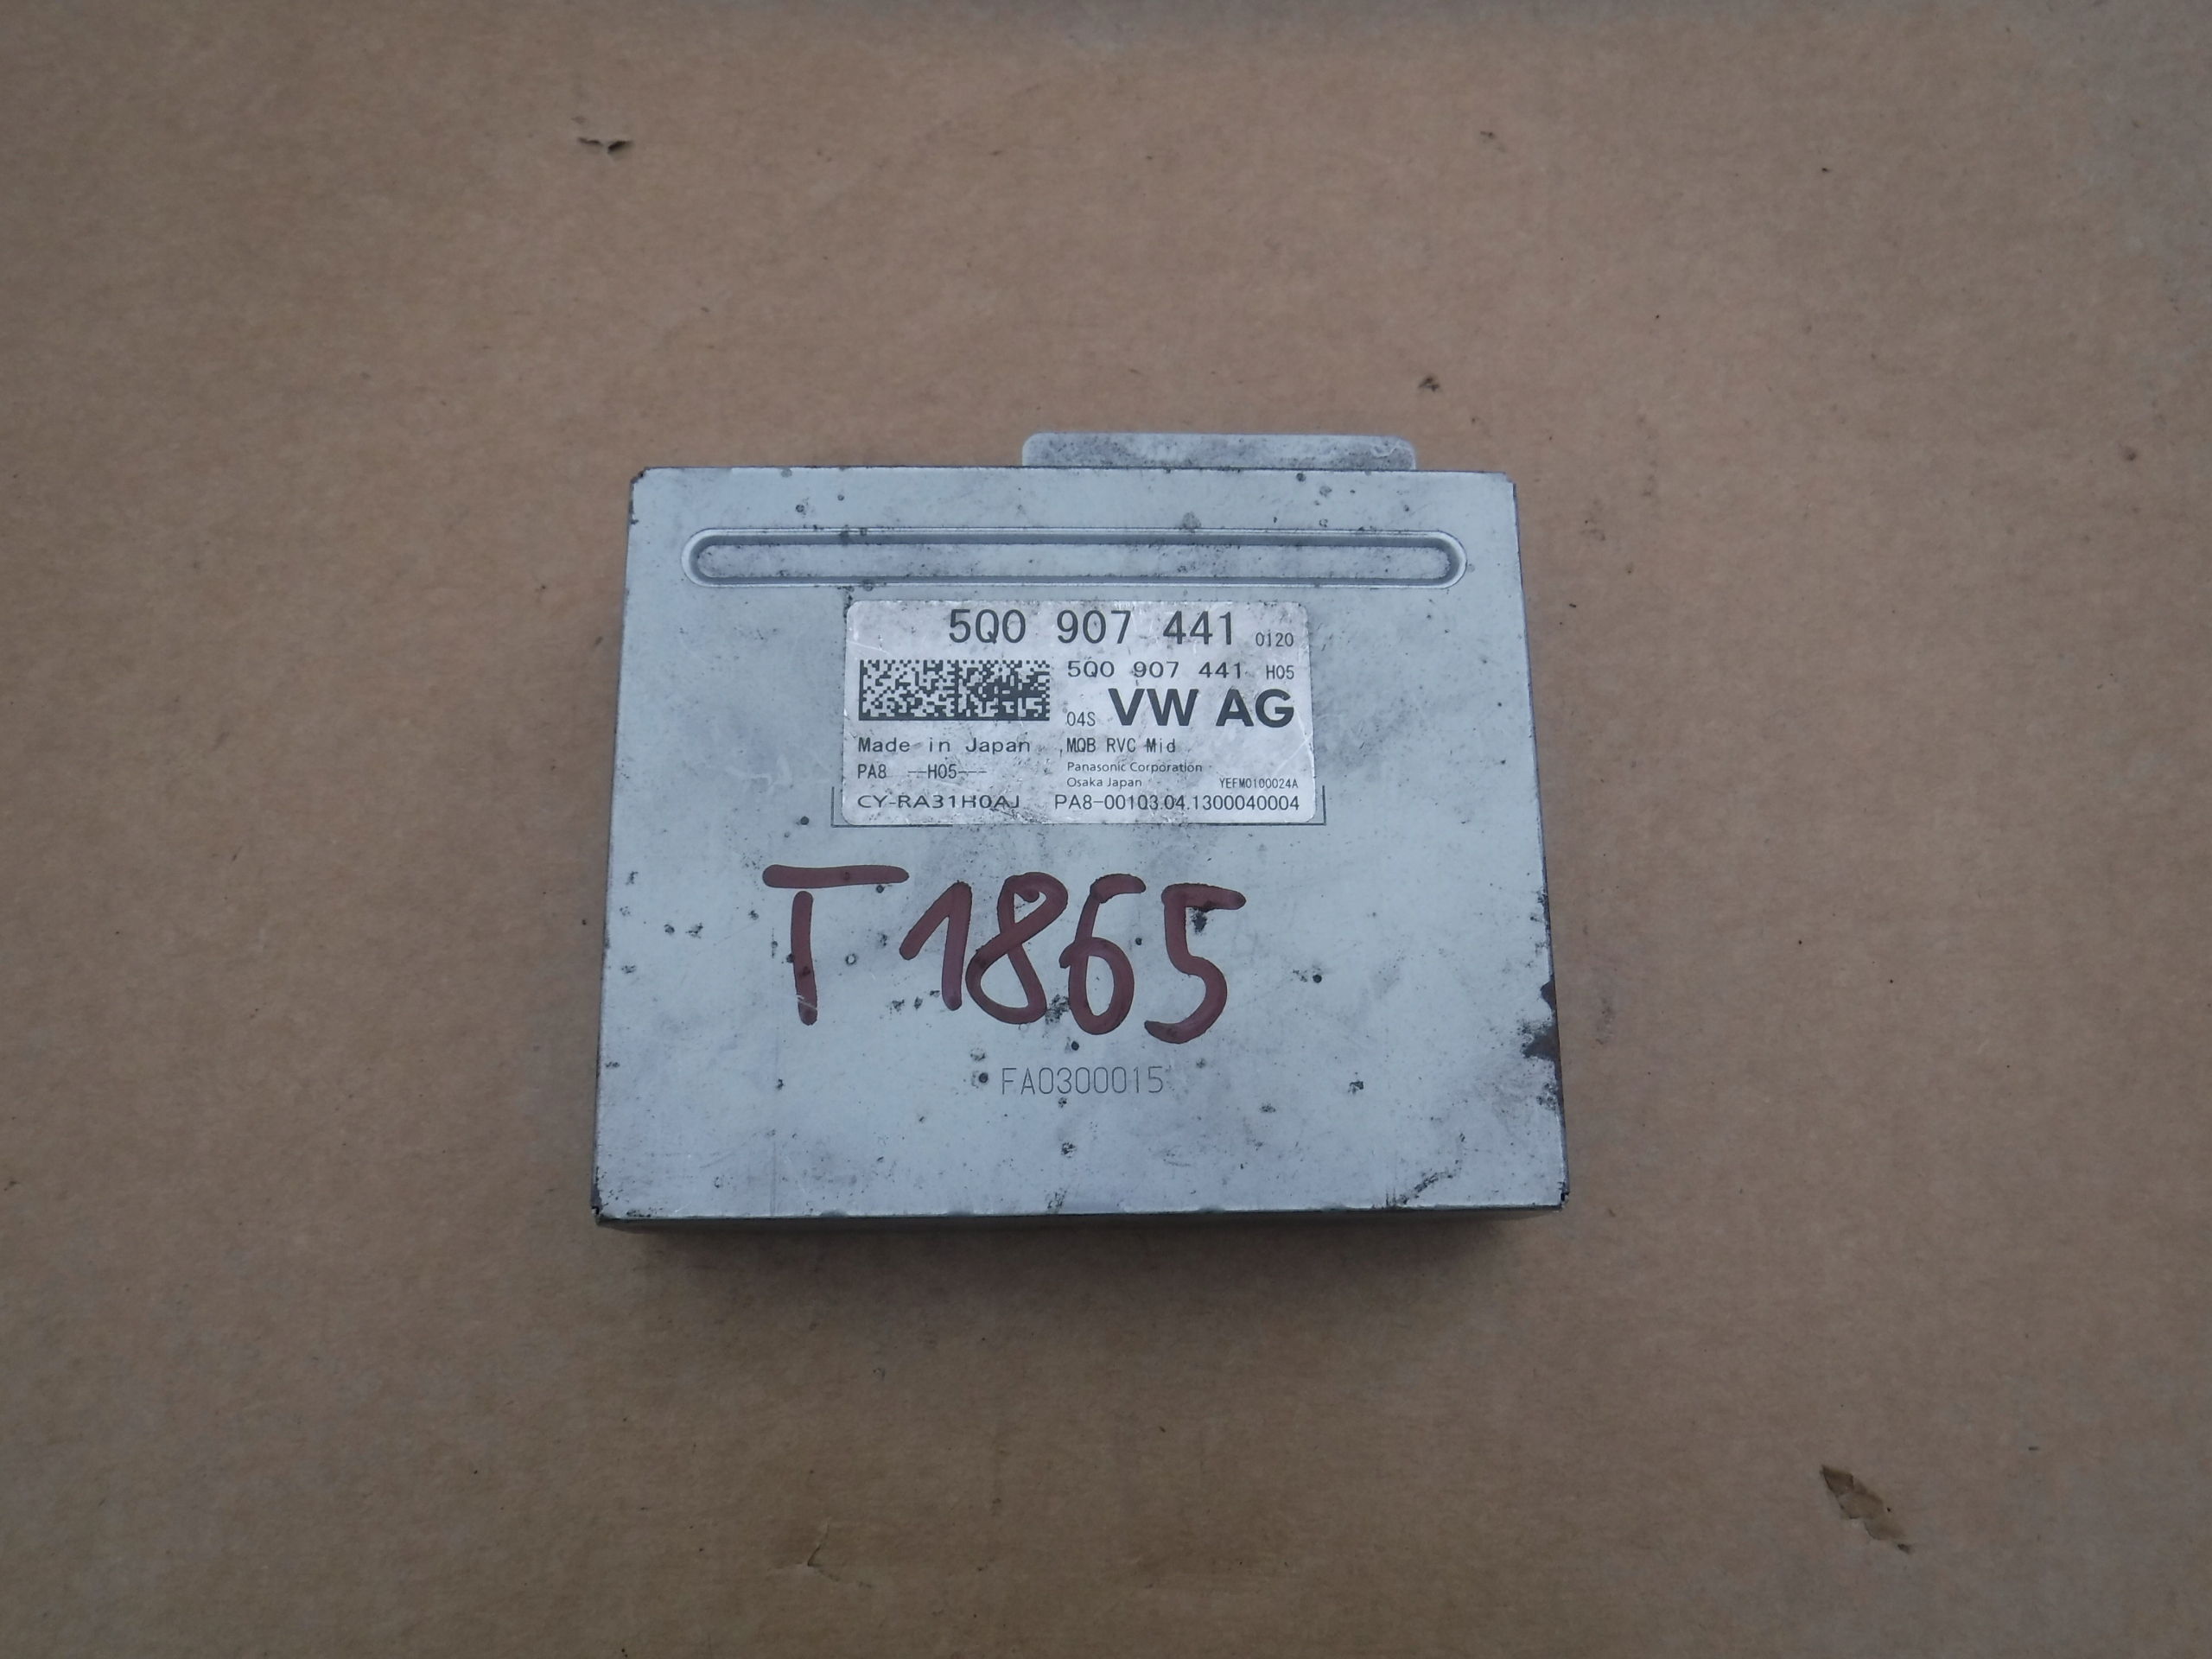 5Q0 907 441 0120
5Q0 907 441 H05
04S VW AG
Made in Japan MQB RVC Mid
PA8 --H05---
Panasonic Corporation
Osaka Japan YEFM0100024A
CY-RA31H0AJ PA8-00103.04.1300040004
T1865
FA0300015